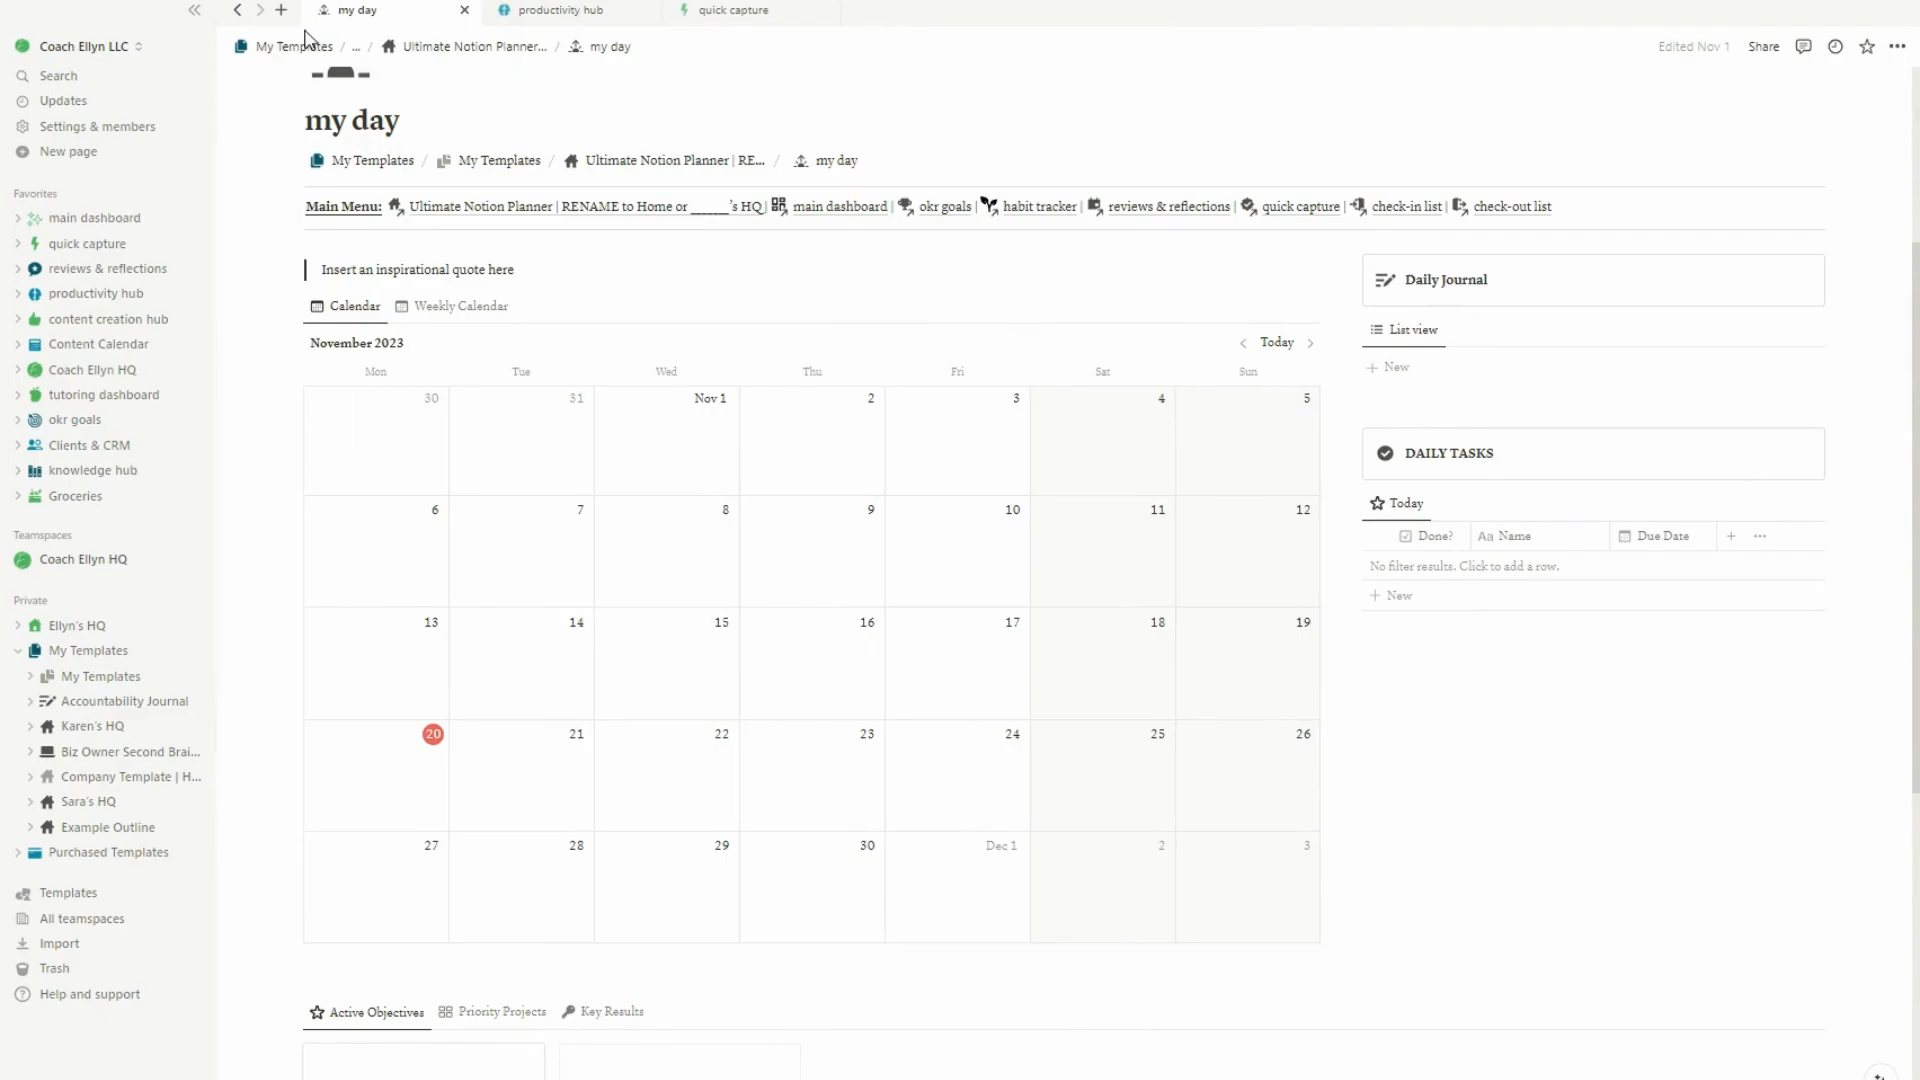 my day
productivity hub
quick capture
Coach Ellyn LLC
My Templates / ... / Ultimate Notion Planner... / my day
Edited Nov 1
Share
Search
Updates
Settings & members
New page
Favorites
main dashboard
quick capture
reviews & reflections
productivity hub
content creation hub
Content Calendar
Coach Ellyn HQ
tutoring dashboard
okr goals
Clients & CRM
knowledge hub
Groceries
Teamspaces
Coach Ellyn HQ
Private
Ellyn's HQ
My Templates
My Templates
Accountability Journal
Karen's HQ
Biz Owner Second Brai...
Company Template | H...
Sara's HQ
Example Outline
Purchased Templates
Templates
All teamspaces
Import
Trash
Help and support
my day
My Templates / My Templates / Ultimate Notion Planner | RE... / my day
Main Menu: Ultimate Notion Planner | RENAME to Home or ______'s HQ | main dashboard | okr goals | habit tracker | reviews & reflections | quick capture | check-in list | check-out list
Insert an inspirational quote here
Calendar
Weekly Calendar
November 2023
Today
Mon Tue Wed Thu Fri Sat Sun
30 31 Nov 1 2 3 4 5
6 7 8 9 10 11 12
13 14 15 16 17 18 19
20 21 22 23 24 25 26
27 28 29 30 Dec 1 2 3
Daily Journal
List view
+ New
DAILY TASKS
Today
Done? Aa Name Due Date + ...
No filter results. Click to add a row.
+ New
Active Objectives
Priority Projects
Key Results